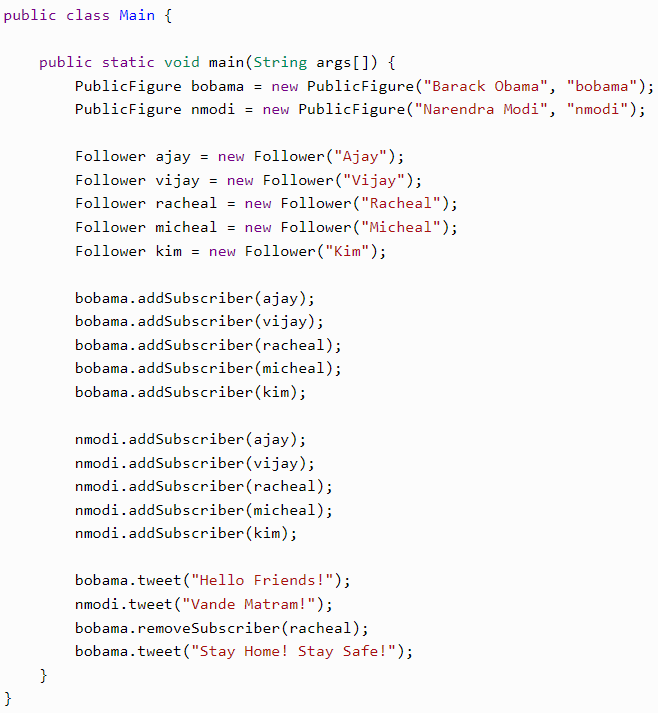 public class Main {
    public static void main(String args[]) {
        PublicFigure bobama = new PublicFigure("Barack Obama", "bobama");
        PublicFigure nmodi = new PublicFigure("Narendra Modi", "nmodi");
        Follower ajay = new Follower("Ajay");
        Follower vijay = new Follower("Vijay");
        Follower racheal = new Follower("Racheal");
        Follower micheal = new Follower("Micheal");
        Follower kim = new Follower("Kim");
        bobama.addSubscriber(ajay);
        bobama.addSubscriber(vijay);
        bobama.addSubscriber(racheal);
        bobama.addSubscriber(micheal);
        bobama.addSubscriber(kim);
        nmodi.addSubscriber(ajay);
        nmodi.addSubscriber(vijay);
        nmodi.addSubscriber(racheal);
        nmodi.addSubscriber(micheal);
        nmodi.addSubscriber(kim);
        bobama.tweet("Hello Friends!");
        nmodi.tweet("Vande Matram!");
        bobama.removeSubscriber(racheal);
        bobama.tweet("Stay Home! Stay Safe!");
    }
}